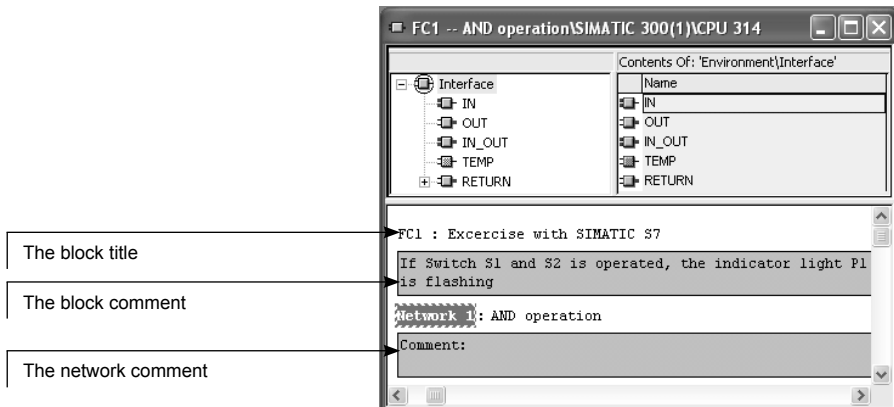 FC1 -- AND operation\SIMATIC 300(1)\CPU 314
Contents Of: 'Environment\Interface'
Interface
IN
OUT
IN_OUT
TEMP
RETURN
Name
IN
OUT
IN_OUT
TEMP
RETURN
The block title
FC1 : Excercise with SIMATIC S7
The block comment
If Switch S1 and S2 is operated, the indicator light P1
is flashing
Network 1: AND operation
The network comment
Comment: